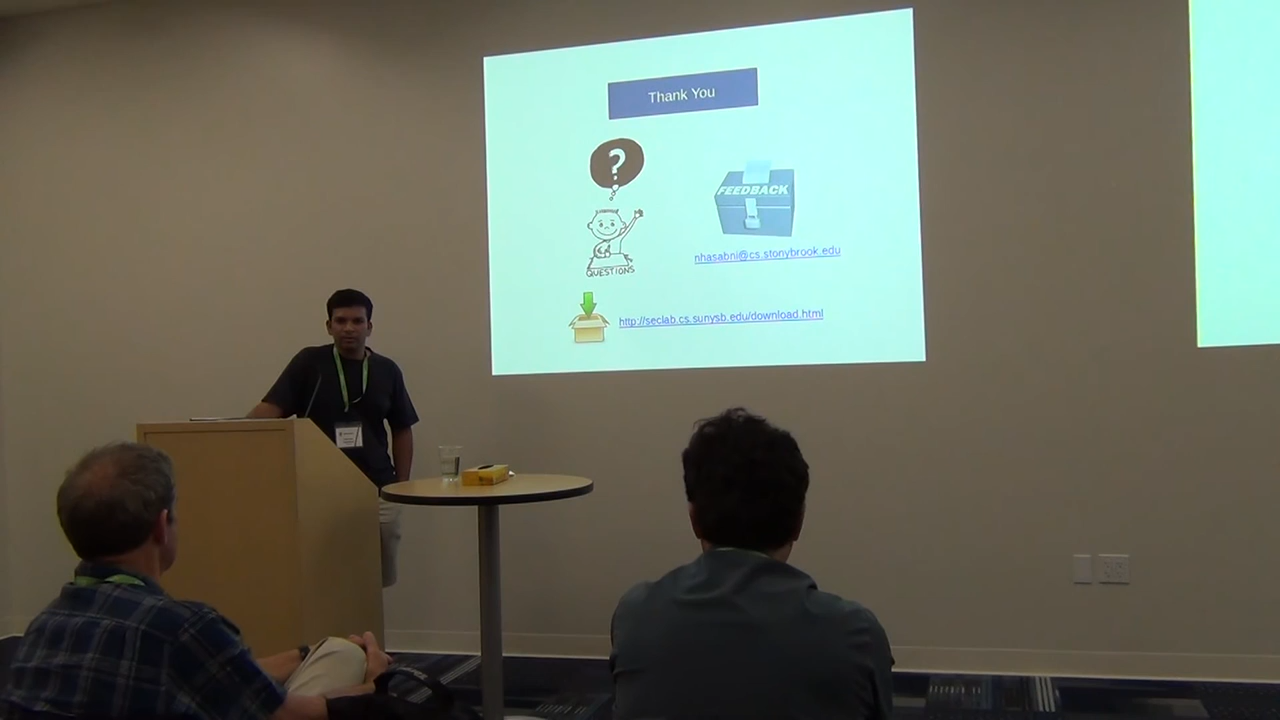 Thank You
?
FEEDBACK
nhasabni@cs.stonybrook.edu
QUESTIONS
http://seclab.cs.sunysb.edu/download.html